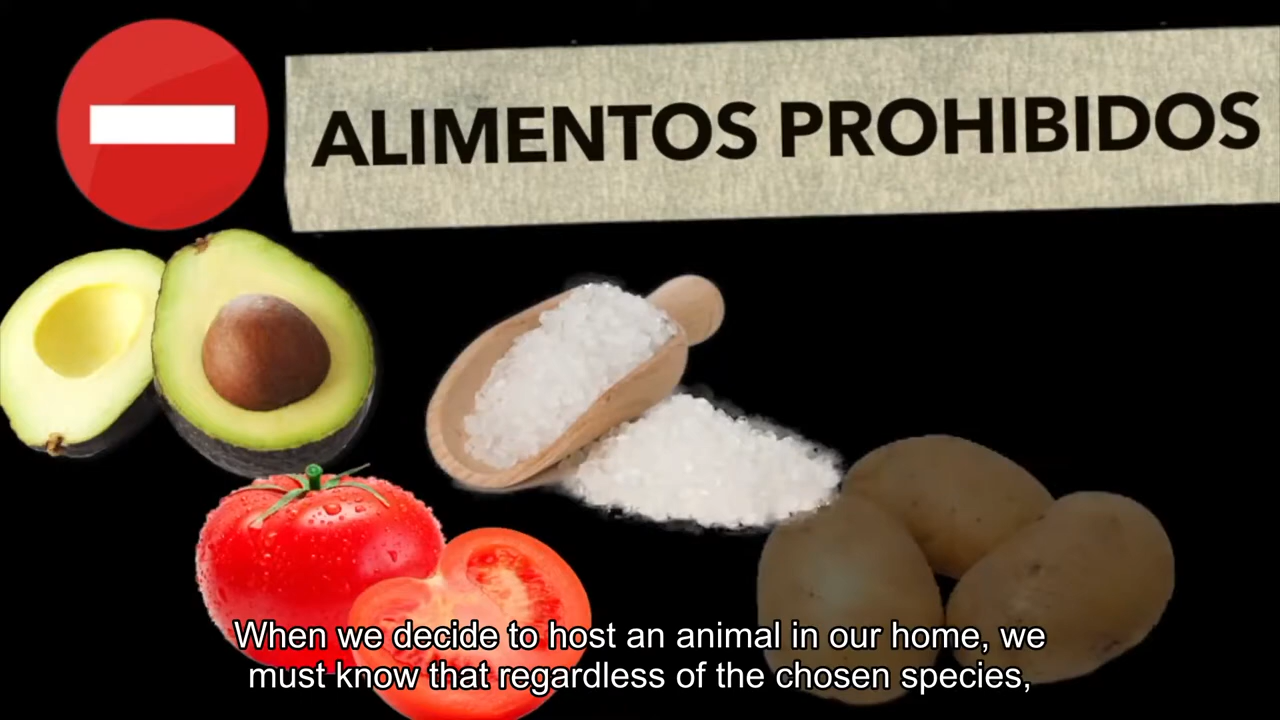 ALIMENTOS PROHIBIDOS
When we decide to host an animal in our home, we
must know that regardless of the chosen species,